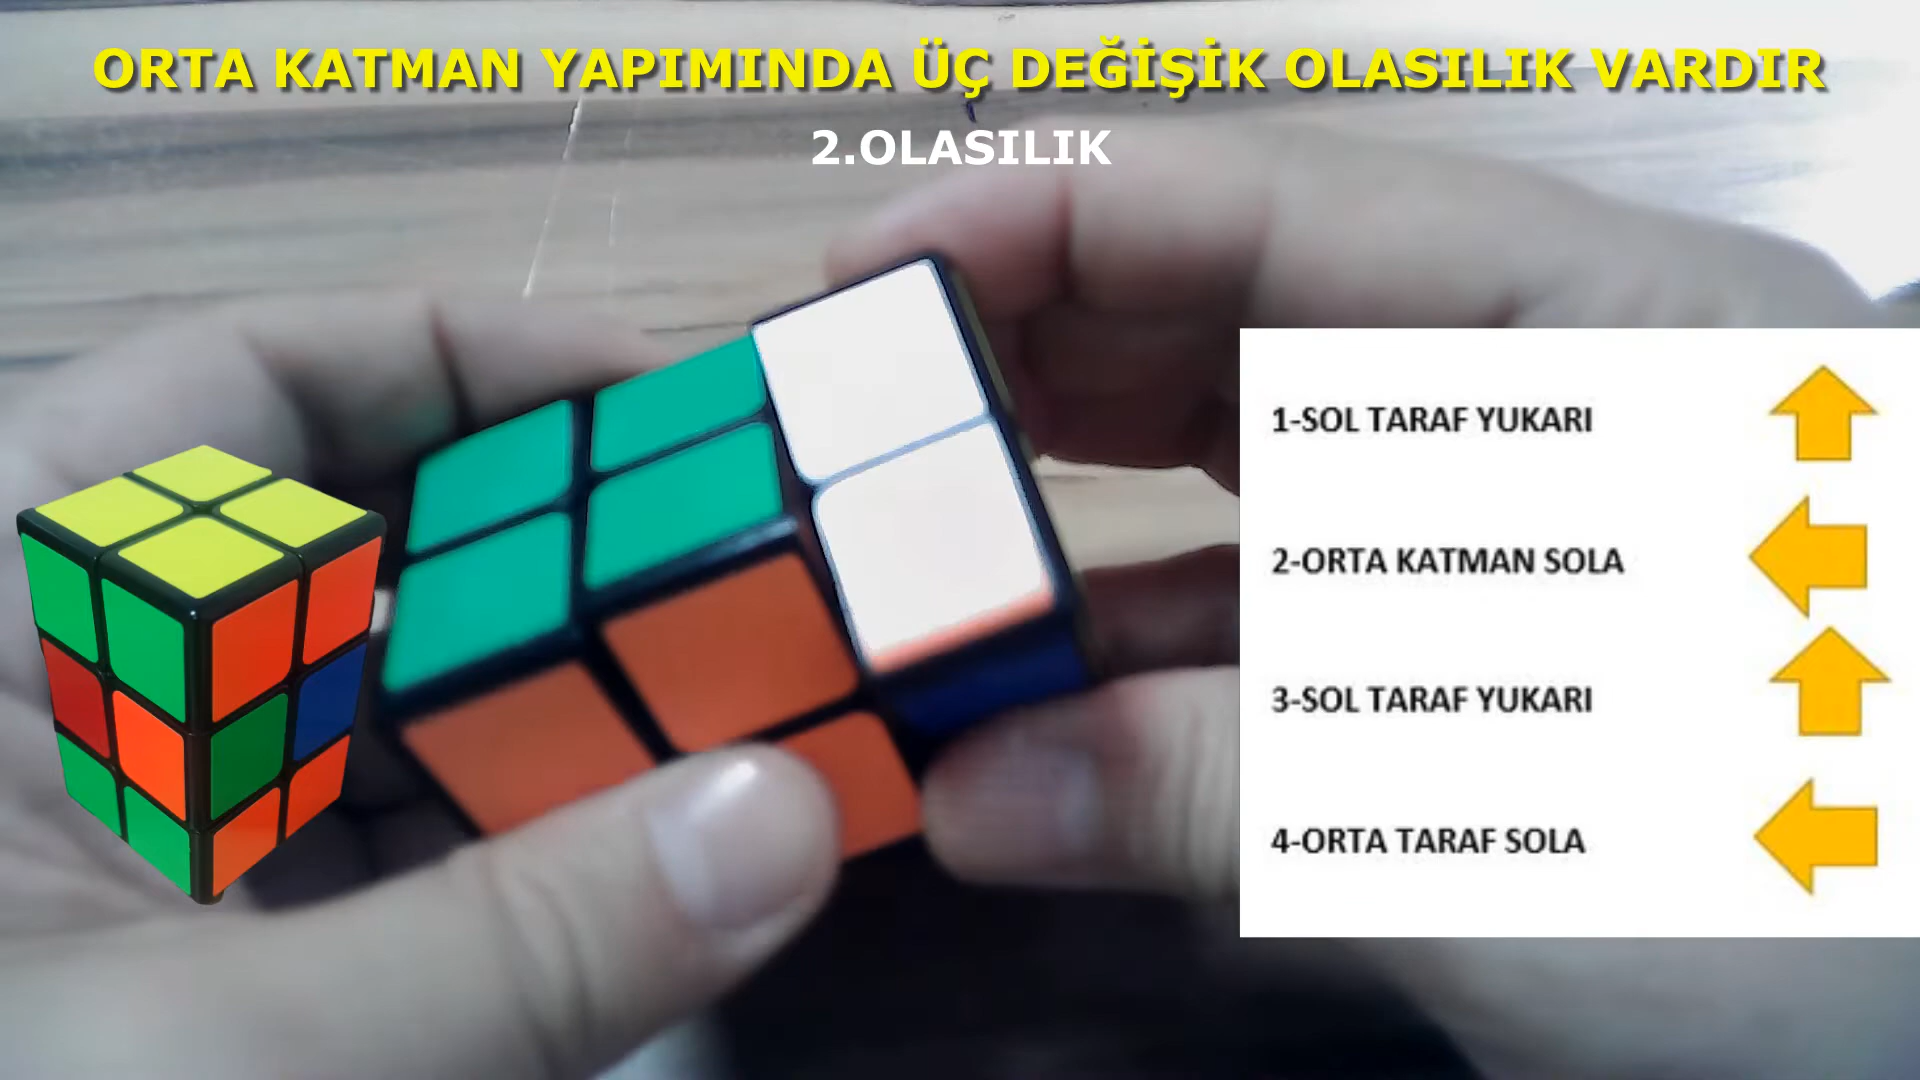 ORTA KATMAN YAPIMINDA ÜÇ DEĞİŞİK OLASILIK VARDIR
2.OLASILIK
1-SOL TARAF YUKARI
2-ORTA KATMAN SOLA
3-SOL TARAF YUKARI
4-ORTA TARAF SOLA